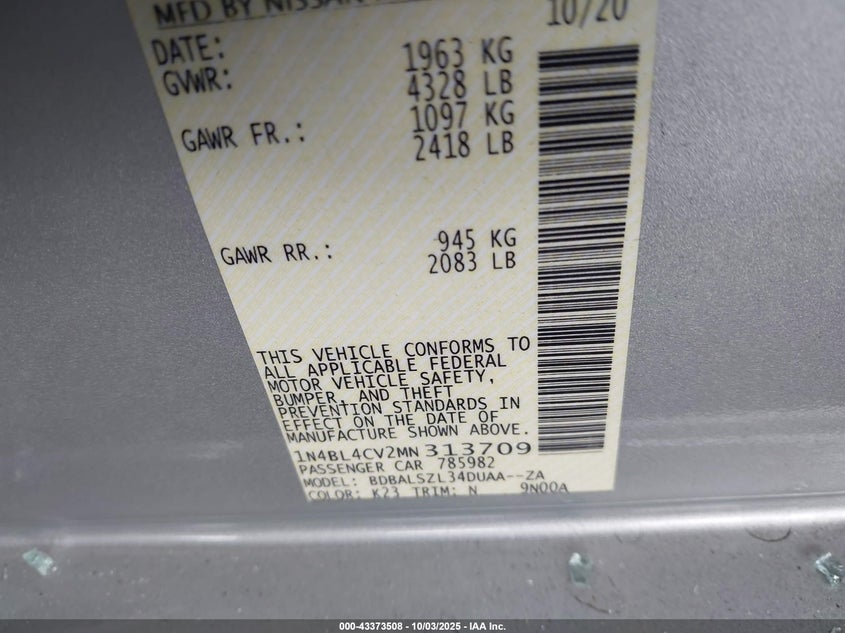 MFD BY NISSAN
10/20
DATE:
GVWR: 1963 KG
4328 LB
GAWR FR.: 1097 KG
2418 LB
GAWR RR.: 945 KG
2083 LB
THIS VEHICLE CONFORMS TO
ALL APPLICABLE FEDERAL
MOTOR VEHICLE SAFETY,
BUMPER, AND THEFT
PREVENTION STANDARDS IN
EFFECT ON THE DATE OF
MANUFACTURE SHOWN ABOVE.
1N4BL4CV2MN313709
PASSENGER CAR 785982
MODEL: BDBALSZL34DUAA--ZA
COLOR: K23 TRIM: N 9N00A
000-43373508 - 10/03/2025 - IAA Inc.